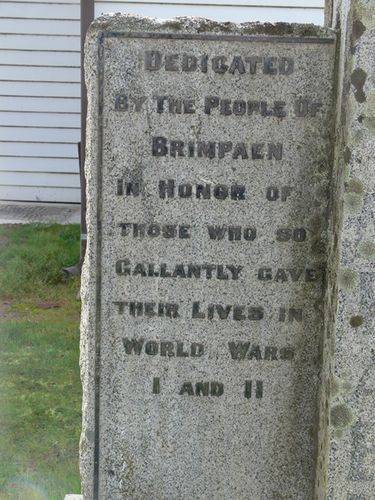 Dedicated
By The People Of
Brimpaen
In Honor of
Those who so
Gallantly gave
their Lives in
World Wars
I and II